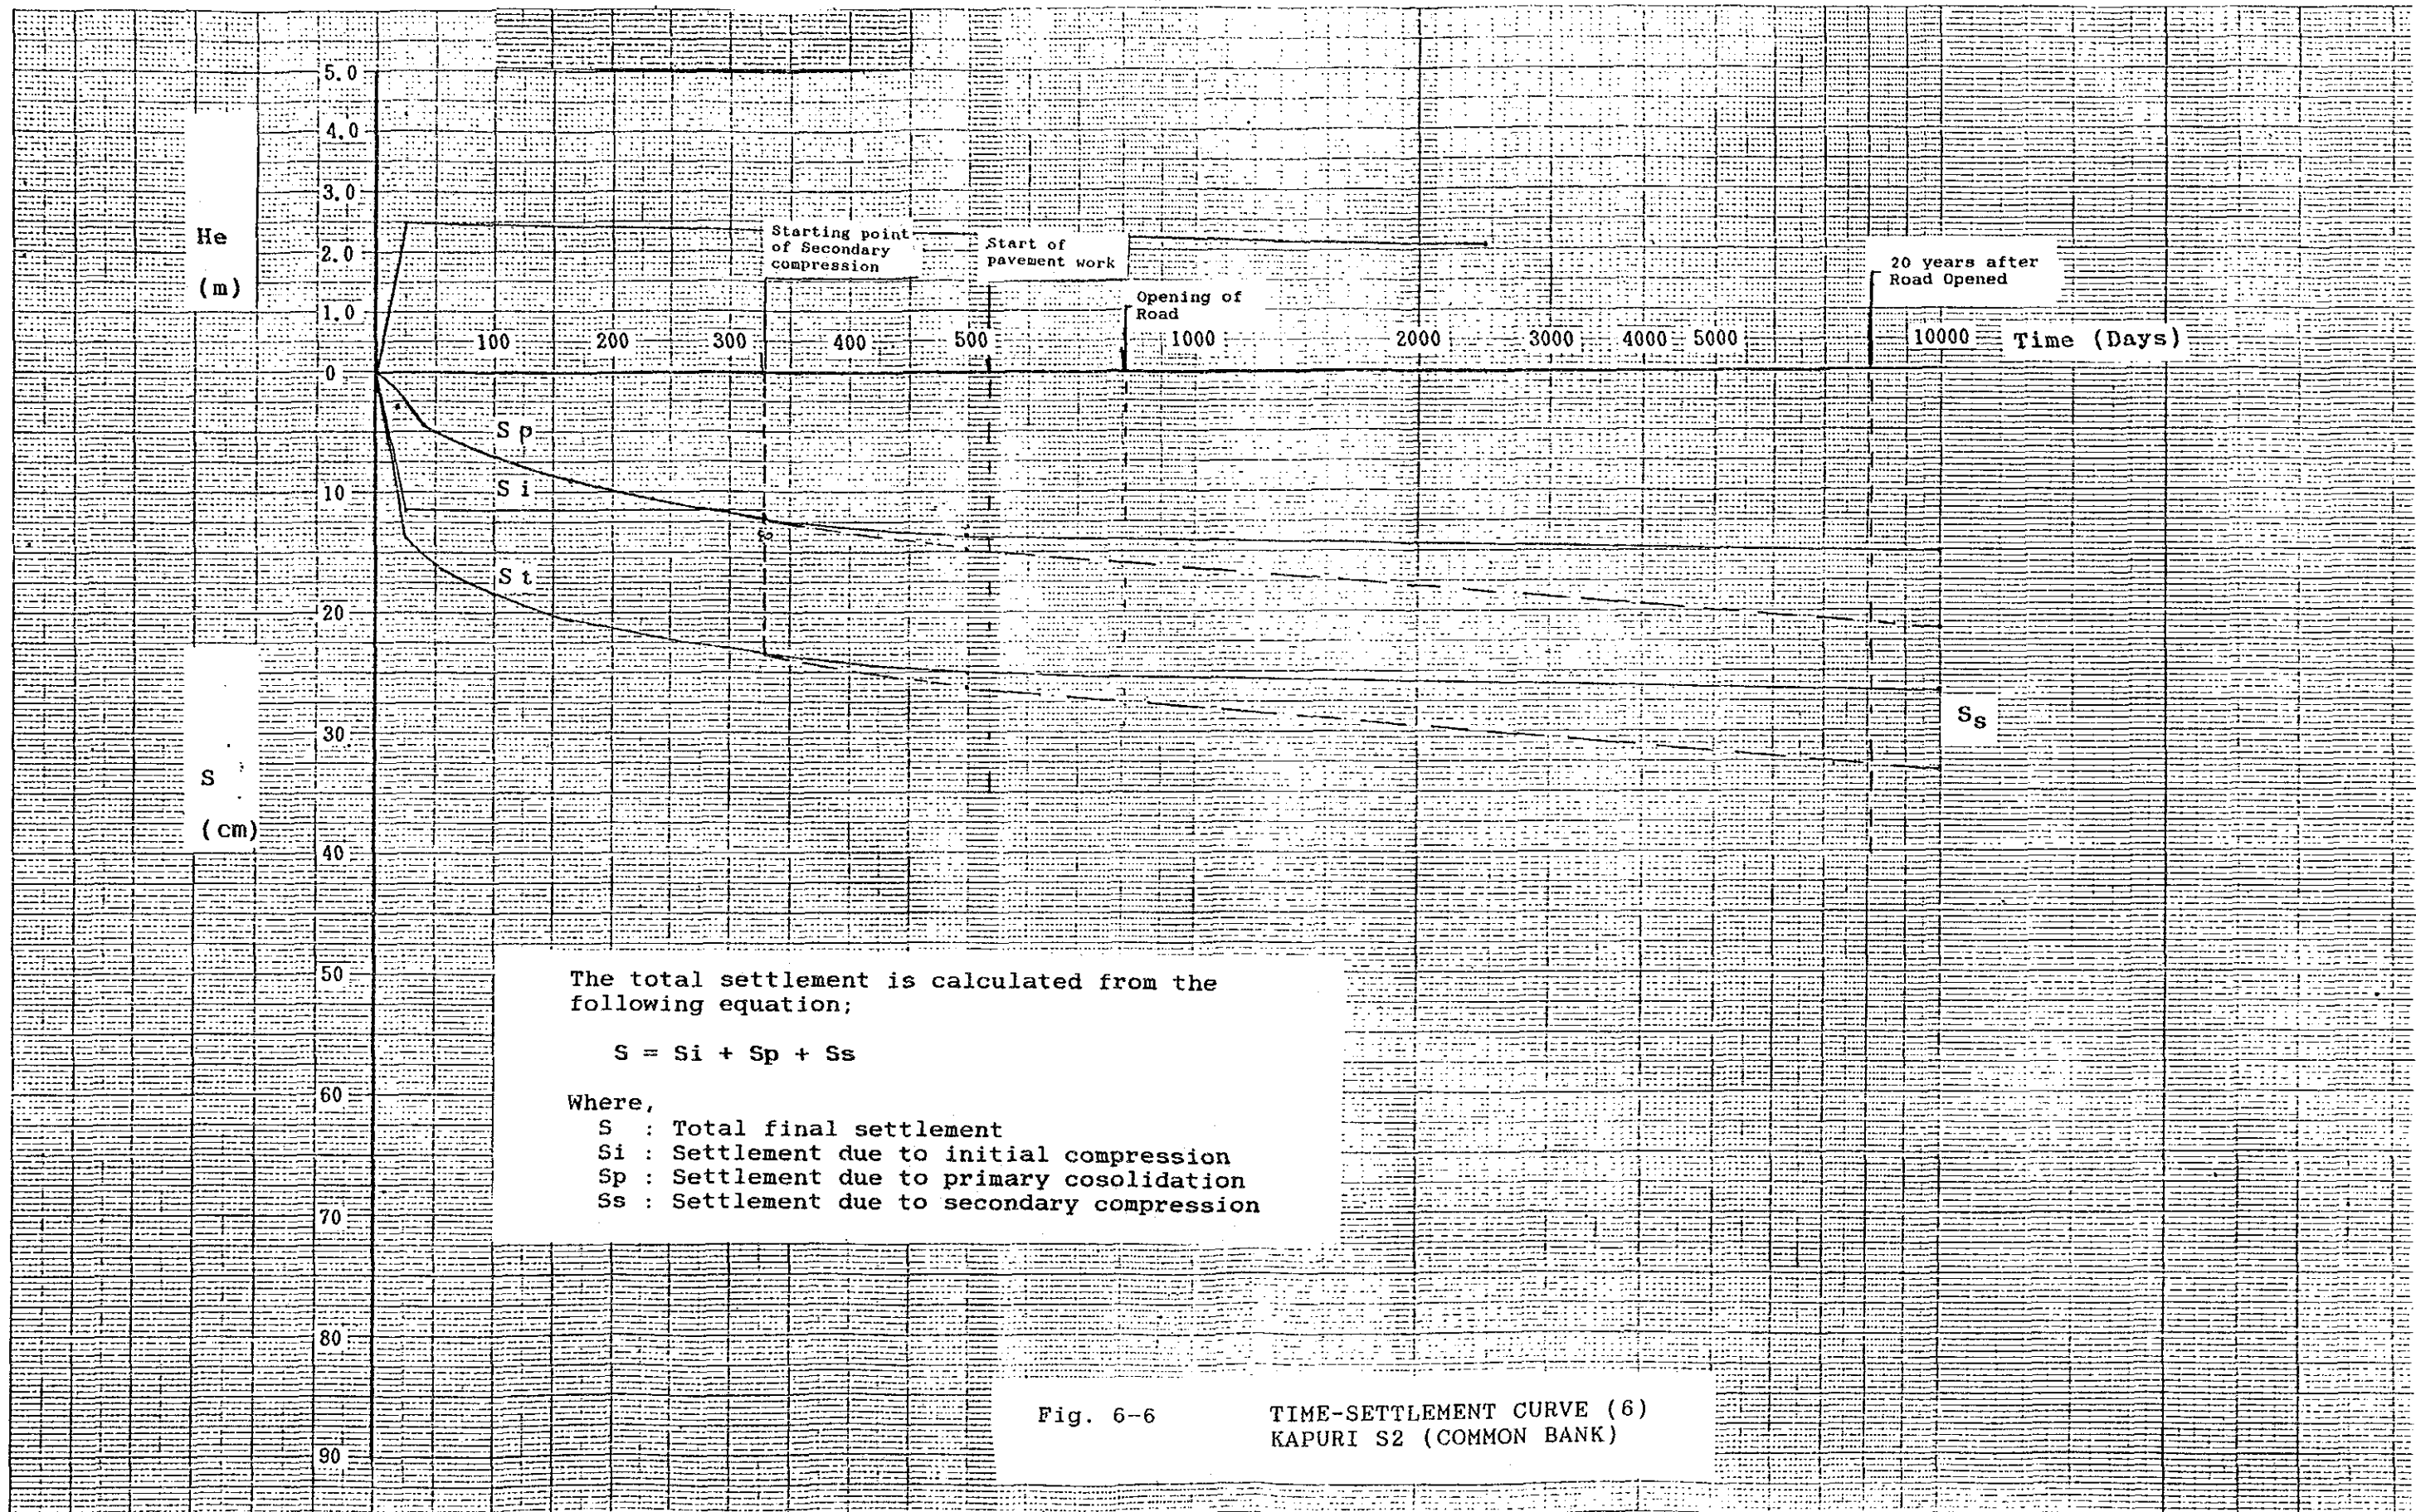 5.0
4.0
3.0
He
2.0
(m)
1.0
Starting point
of Secondary
compression
Start of
pavement work
Opening of
Road
20 years after
Road Opened
100 200 300 400 500 1000 2000 3000 4000 5000 10000 Time (Days)
0
Sp
10
Si
St
20
30
Ss
S
(cm)
40
50
60
70
80
90
The total settlement is calculated from the
following equation;
S = Si + Sp + Ss
Where,
S : Total final settlement
Si : Settlement due to initial compression
Sp : Settlement due to primary cosolidation
Ss : Settlement due to secondary compression
Fig. 6-6 TIME-SETTLEMENT CURVE (6)
KAPURI S2 (COMMON BANK)